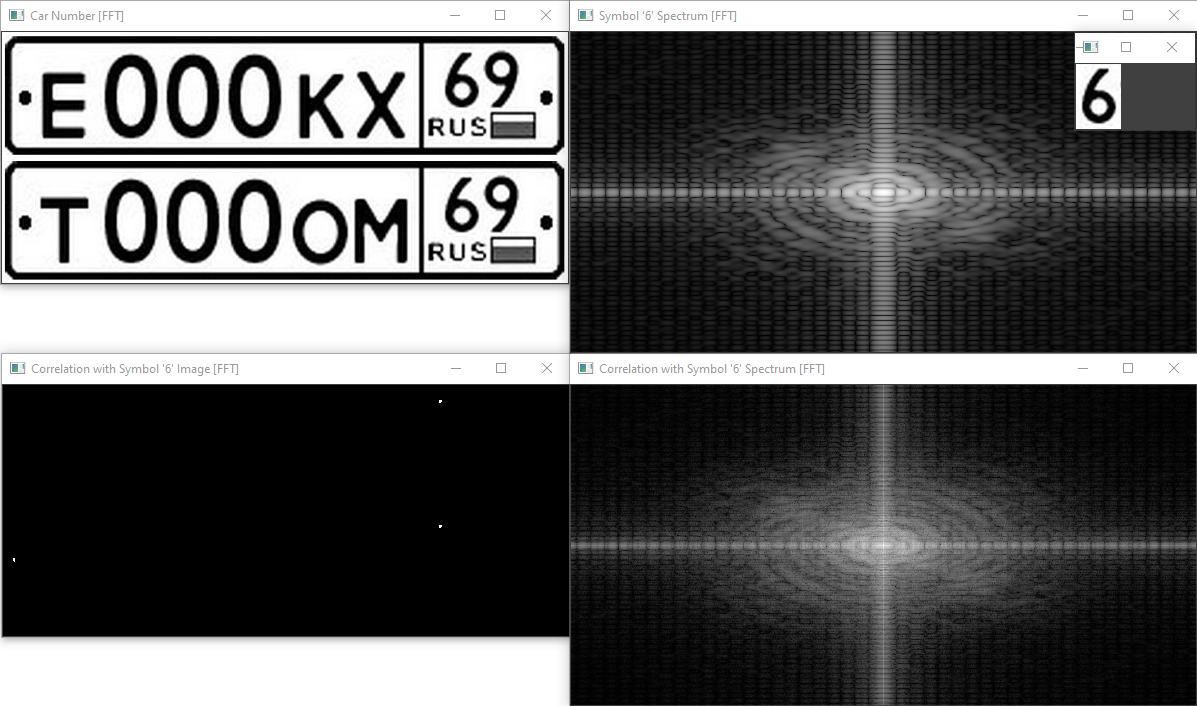 Car Number [FFT]
E000KX 69
RUS
T000OM 69
RUS
Symbol '6' Spectrum [FFT]
6
Correlation with Symbol '6' Image [FFT]
Correlation with Symbol '6' Spectrum [FFT]